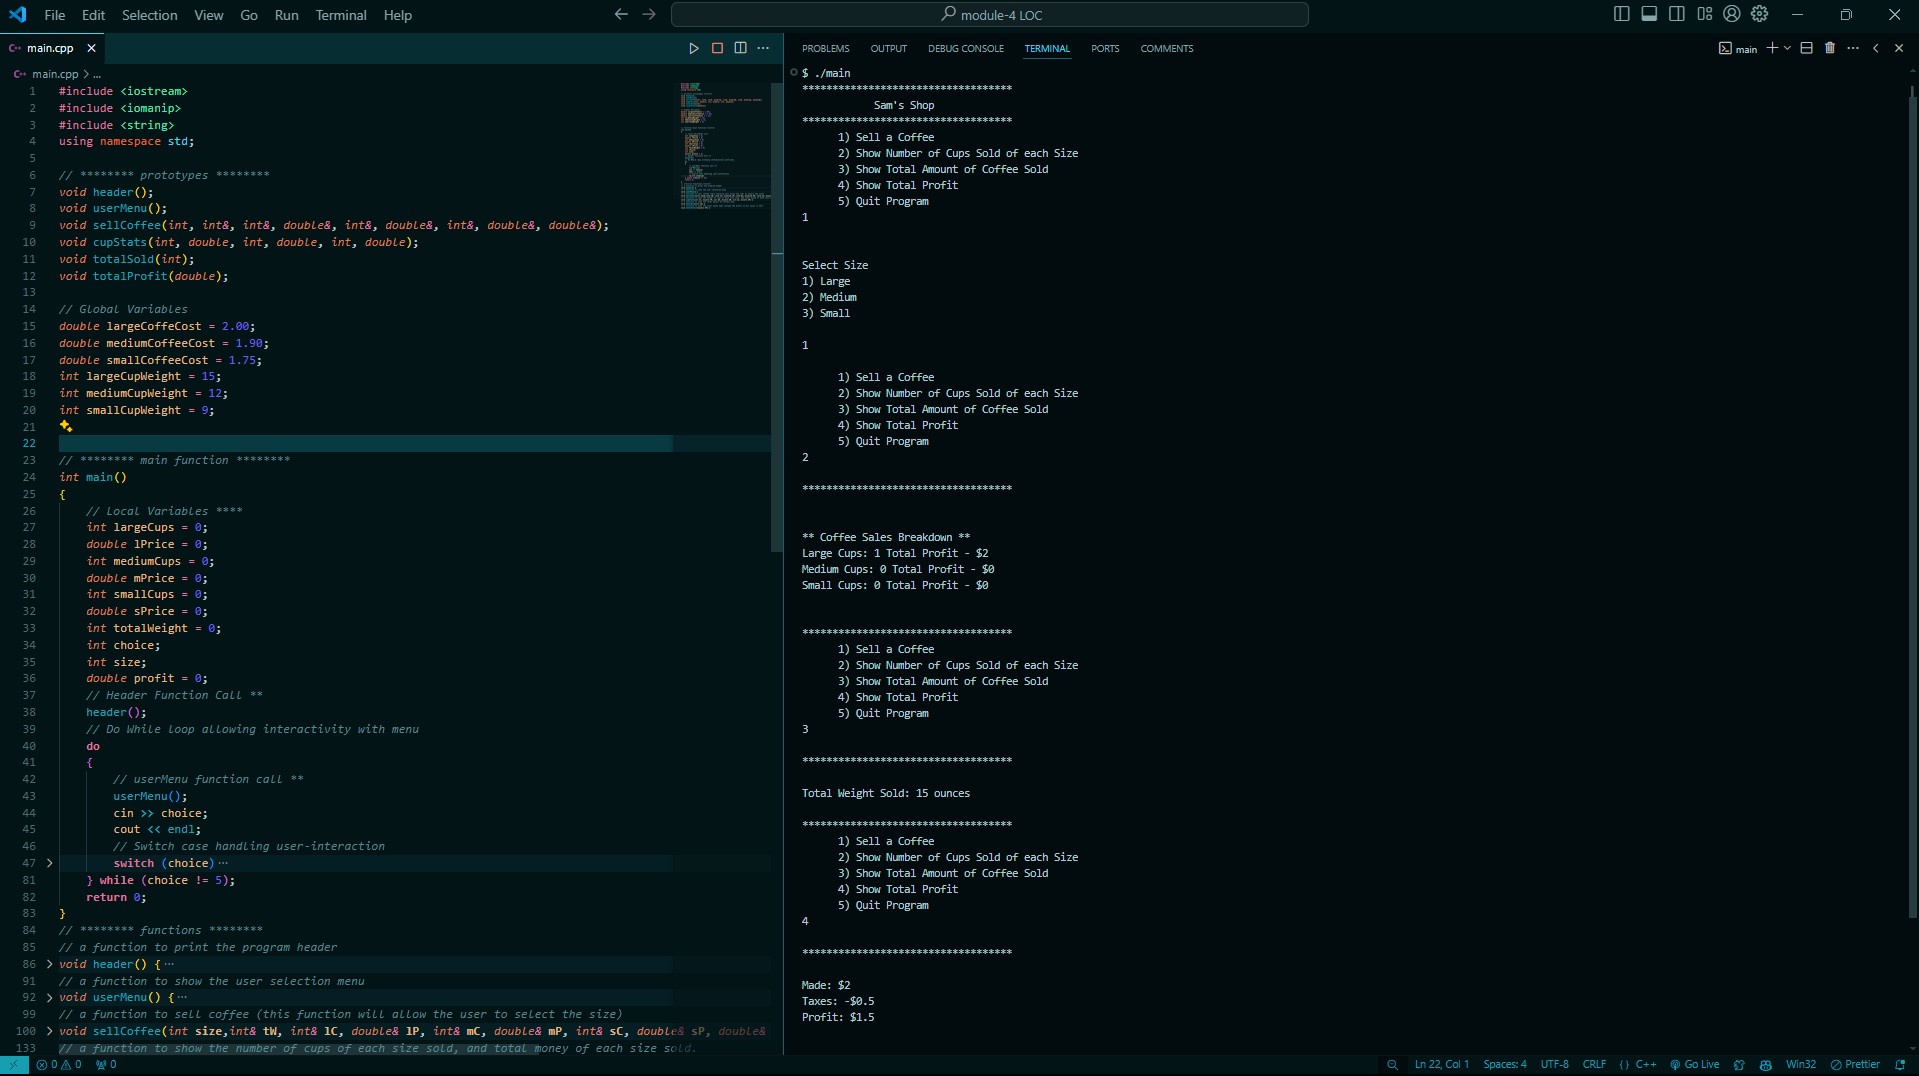 File Edit Selection View Go Run Terminal Help
module-4 LOC
main.cpp
main.cpp > ...
1 #include <iostream>
2 #include <iomanip>
3 #include <string>
4 using namespace std;
5
6 // ******** prototypes ********
7 void header();
8 void userMenu();
9 void sellCoffee(int, int&, int&, double&, int&, double&, int&, double&, double&);
10 void cupStats(int, double, int, double, int, double);
11 void totalSold(int);
12 void totalProfit(double);
13
14 // Global Variables
15 double largeCoffeCost = 2.00;
16 double mediumCoffeeCost = 1.90;
17 double smallCoffeeCost = 1.75;
18 int largeCupWeight = 15;
19 int mediumCupWeight = 12;
20 int smallCupWeight = 9;
21
22
23 // ******** main function ********
24 int main()
25 {
26 // Local Variables ****
27 int largeCups = 0;
28 double lPrice = 0;
29 int mediumCups = 0;
30 double mPrice = 0;
31 int smallCups = 0;
32 double sPrice = 0;
33 int totalWeight = 0;
34 int choice;
35 int size;
36 double profit = 0;
37 // Header Function Call **
38 header();
39 // Do While loop allowing interactivity with menu
40 do
41 {
42 // userMenu function call **
43 userMenu();
44 cin >> choice;
45 cout << endl;
46 // Switch case handling user-interaction
47 switch (choice) ...
81 } while (choice != 5);
82 return 0;
83 }
84 // ******** functions ********
85 // a function to print the program header
86 void header() { ...
91 // a function to show the user selection menu
92 void userMenu() { ...
99 // a function to sell coffee (this function will allow the user to select the size)
100 void sellCoffee(int size,int& tW, int& lC, double& lP, int& mC, double& mP, int& sC, double& sP, double&
133 // a function to show the number of cups of each size sold, and total money of each size sold.
PROBLEMS OUTPUT DEBUG CONSOLE TERMINAL PORTS COMMENTS
main
$ ./main
***********************************
Sam's Shop
***********************************
1) Sell a Coffee
2) Show Number of Cups Sold of each Size
3) Show Total Amount of Coffee Sold
4) Show Total Profit
5) Quit Program
1
Select Size
1) Large
2) Medium
3) Small
1
1) Sell a Coffee
2) Show Number of Cups Sold of each Size
3) Show Total Amount of Coffee Sold
4) Show Total Profit
5) Quit Program
2
***********************************
** Coffee Sales Breakdown **
Large Cups: 1 Total Profit - $2
Medium Cups: 0 Total Profit - $0
Small Cups: 0 Total Profit - $0
***********************************
1) Sell a Coffee
2) Show Number of Cups Sold of each Size
3) Show Total Amount of Coffee Sold
4) Show Total Profit
5) Quit Program
3
***********************************
Total Weight Sold: 15 ounces
***********************************
1) Sell a Coffee
2) Show Number of Cups Sold of each Size
3) Show Total Amount of Coffee Sold
4) Show Total Profit
5) Quit Program
4
***********************************
Made: $2
Taxes: -$0.5
Profit: $1.5
0 0 0 Ln 22, Col 1 Spaces: 4 UTF-8 CRLF {} C++ Go Live Win32 Prettier